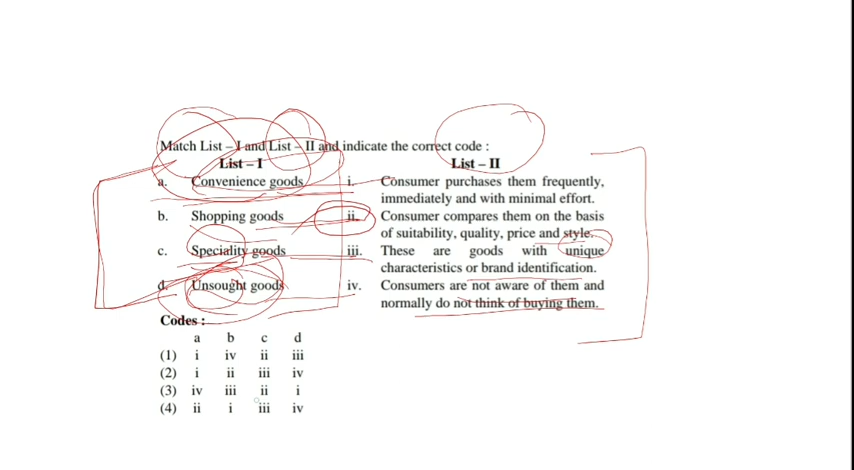 Match List – I and List – II and indicate the correct code :
List – I List – II
a. Convenience goods i. Consumer purchases them frequently,
immediately and with minimal effort.
b. Shopping goods ii. Consumer compares them on the basis
of suitability, quality, price and style.
c. Speciality goods iii. These are goods with unique
characteristics or brand identification.
d. Unsought goods iv. Consumers are not aware of them and
normally do not think of buying them.
Codes :
a b c d
(1) i iv ii iii
(2) i ii iii iv
(3) iv iii ii i
(4) ii i iii iv